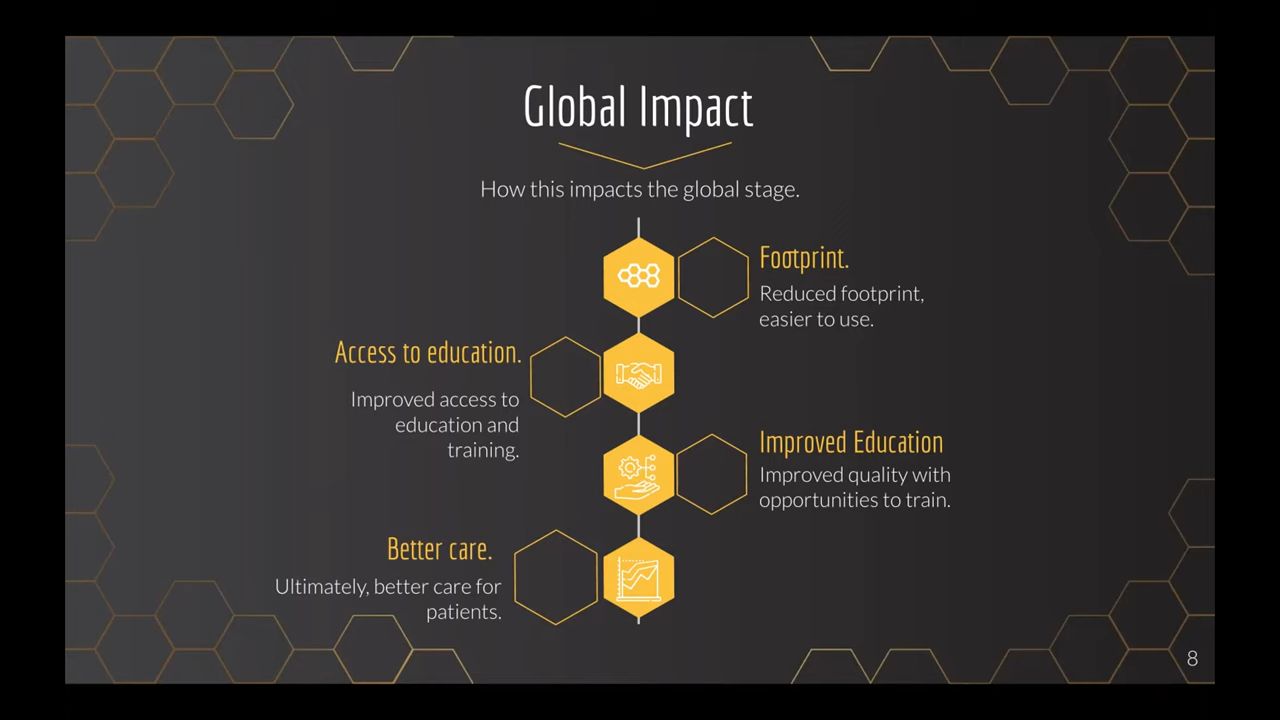 Global Impact
How this impacts the global stage.
Footprint.
Reduced footprint,
easier to use.
Access to education.
Improved access to
education and
training.
Improved Education
Improved quality with
opportunities to train.
Better care.
Ultimately, better care for
patients.
8